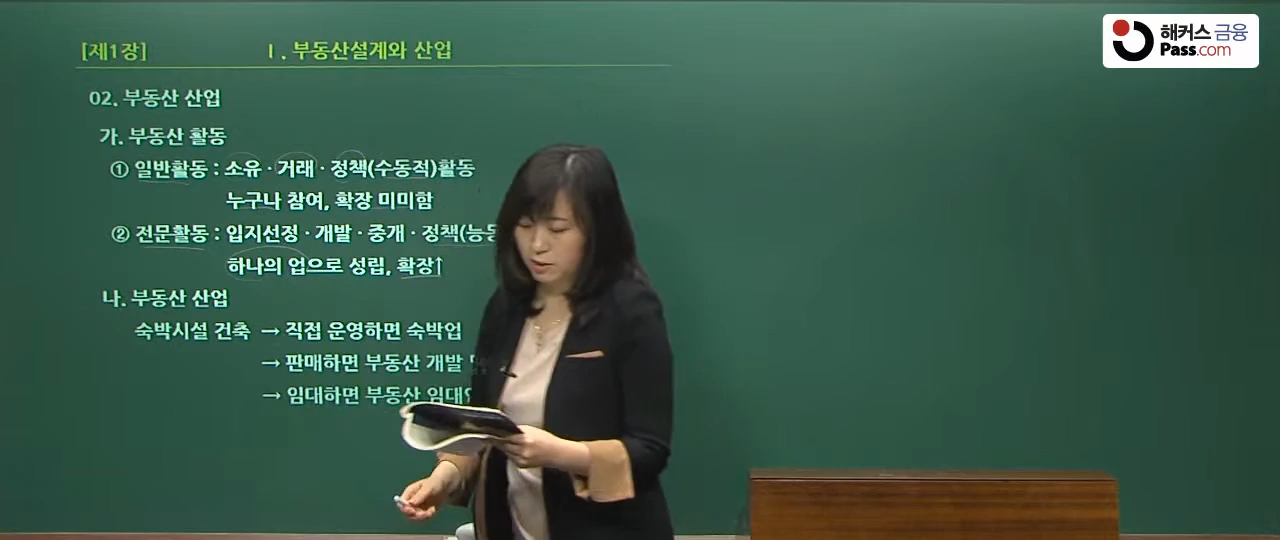 [제1장] Ⅰ. 부동산설계와 산업
해커스 금융
Pass.com
02. 부동산 산업
가. 부동산 활동
① 일반활동 : 소유 · 거래 · 정책(수동적)활동
누구나 참여, 확장 미미함
② 전문활동 : 입지선정 · 개발 · 중개 · 정책(능동
하나의 업으로 성립, 확장↑
나. 부동산 산업
숙박시설 건축 → 직접 운영하면 숙박업
→ 판매하면 부동산 개발
→ 임대하면 부동산 임대